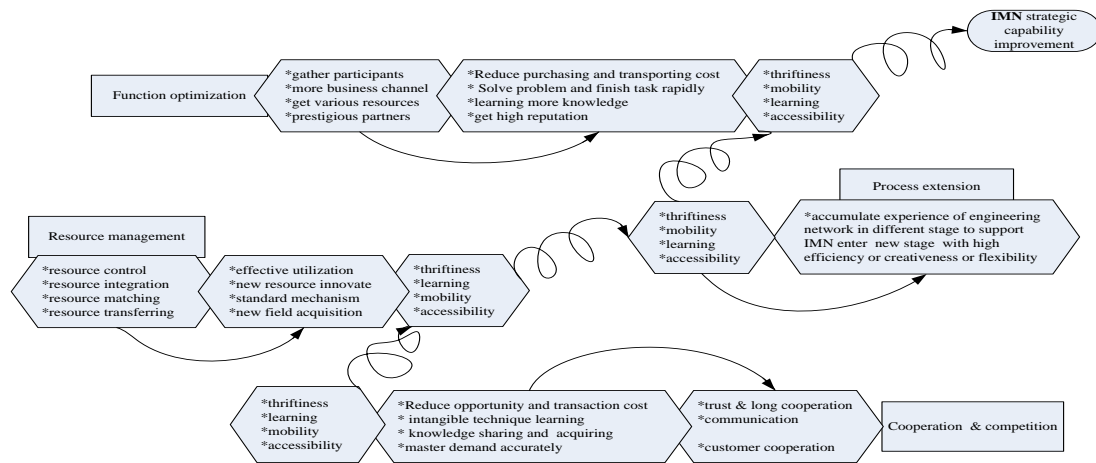 IMN strategic
capability
improvement
Function optimization
*gather participants
*more business channel
*get various resources
*prestigious partners
*Reduce purchasing and transporting cost
* Solve problem and finish task rapidly
*learning more knowledge
*get high reputation
*thriftiness
*mobility
*learning
*accessibility
Process extension
*thriftiness
*mobility
*learning
*accessibility
*accumulate experience of engineering
network in different stage to support
IMN enter new stage with high
efficiency or creativeness or flexibility
Resource management
*resource control
*resource integration
*resource matching
*resource transferring
*effective utilization
*new resource innovate
*standard mechanism
*new field acquisition
*thriftiness
*learning
*mobility
*accessibility
*thriftiness
*learning
*mobility
*accessibility
*Reduce opportunity and transaction cost
* intangible technique learning
* knowledge sharing and acquiring
*master demand accurately
*trust & long cooperation
*communication
*customer cooperation
Cooperation & competition